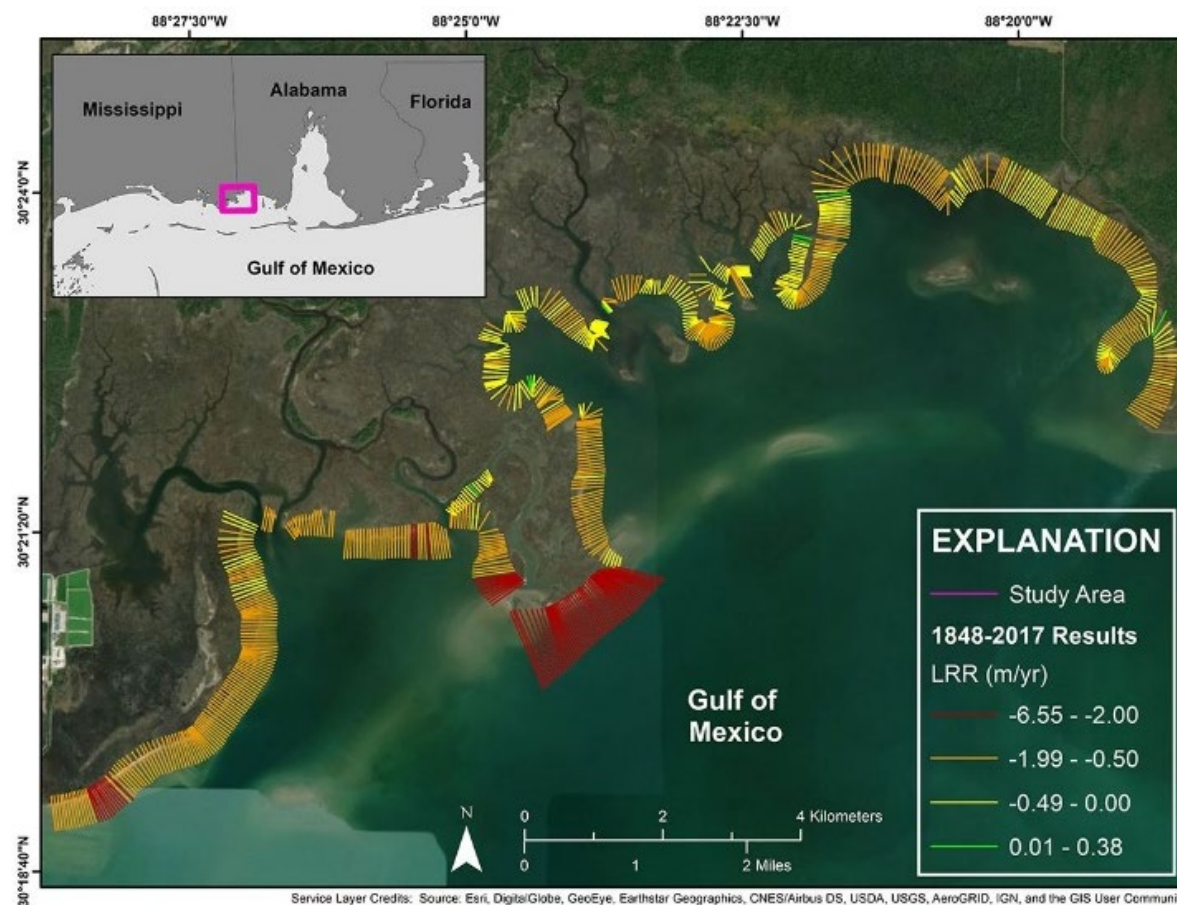 88°27'30"W
88°25'0"W
88°22'30"W
88°20'0"W
30°24'0"N
30°21'20"N
30°18'40"N
Mississippi
Alabama
Florida
Gulf of Mexico
Gulf of
Mexico
N
0 2 4 Kilometers
0 1 2 Miles
EXPLANATION
Study Area
1848-2017 Results
LRR (m/yr)
-6.55 - -2.00
-1.99 - -0.50
-0.49 - 0.00
0.01 - 0.38
Service Layer Credits: Source: Esri, DigitalGlobe, GeoEye, Earthstar Geographics, CNES/Airbus DS, USDA, USGS, AeroGRID, IGN, and the GIS User Communi